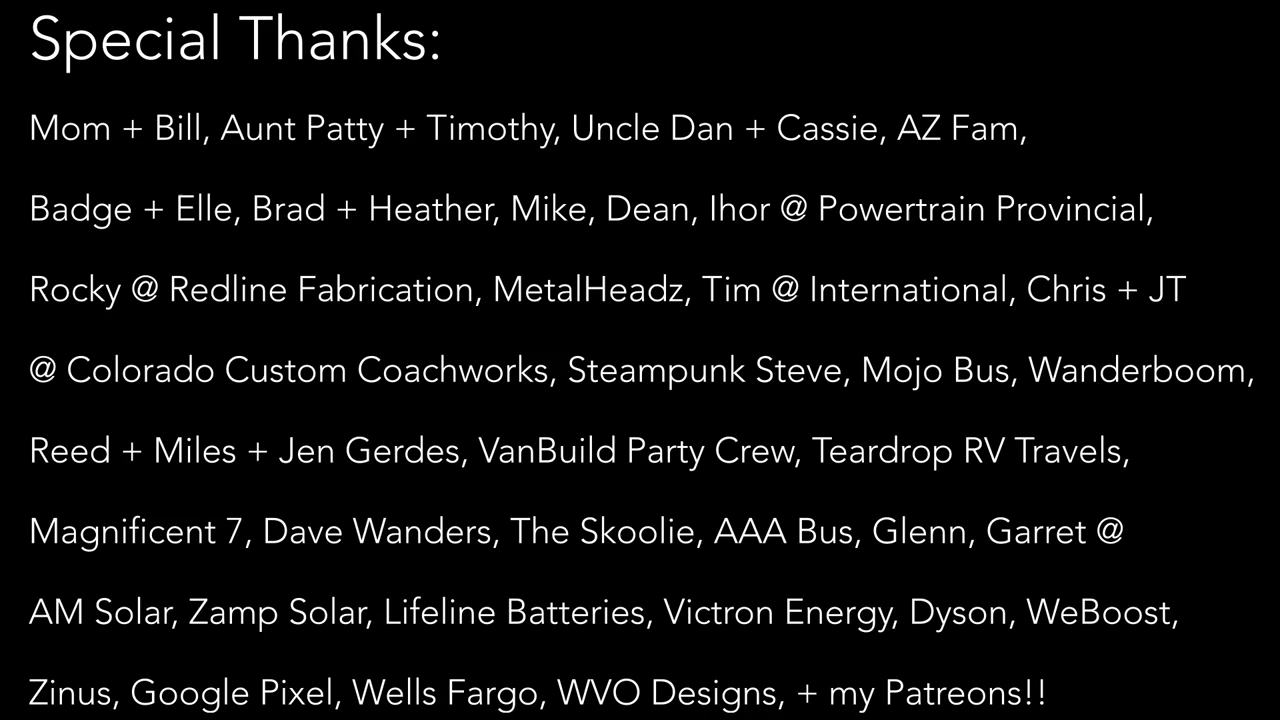 Special Thanks:
Mom + Bill, Aunt Patty + Timothy, Uncle Dan + Cassie, AZ Fam,
Badge + Elle, Brad + Heather, Mike, Dean, Ihor @ Powertrain Provincial,
Rocky @ Redline Fabrication, MetalHeadz, Tim @ International, Chris + JT
@ Colorado Custom Coachworks, Steampunk Steve, Mojo Bus, Wanderboom,
Reed + Miles + Jen Gerdes, VanBuild Party Crew, Teardrop RV Travels,
Magnificent 7, Dave Wanders, The Skoolie, AAA Bus, Glenn, Garret @
AM Solar, Zamp Solar, Lifeline Batteries, Victron Energy, Dyson, WeBoost,
Zinus, Google Pixel, Wells Fargo, WVO Designs, + my Patreons!!